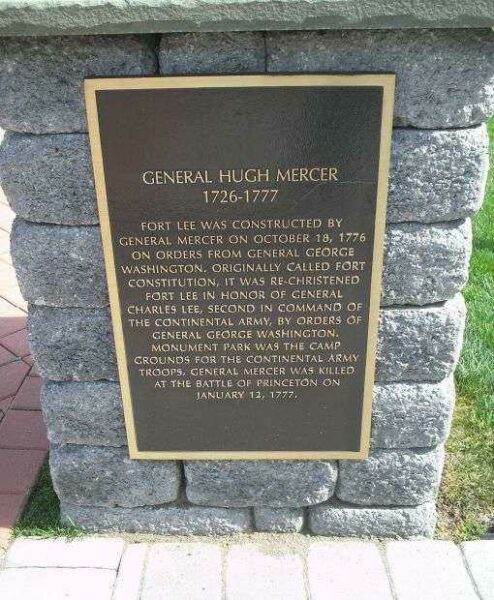 GENERAL HUGH MERCER
1726-1777
FORT LEE WAS CONSTRUCTED BY
GENERAL MERCER ON OCTOBER 18, 1776
ON ORDERS FROM GENERAL GEORGE
WASHINGTON. ORIGINALLY CALLED FORT
CONSTITUTION, IT WAS RE-CHRISTENED
FORT LEE IN HONOR OF GENERAL
CHARLES LEE, SECOND IN COMMAND OF
THE CONTINENTAL ARMY, BY ORDERS OF
GENERAL GEORGE WASHINGTON.
MONUMENT PARK WAS THE CAMP
GROUNDS FOR THE CONTINENTAL ARMY
TROOPS. GENERAL MERCER WAS KILLED
AT THE BATTLE OF PRINCETON ON
JANUARY 12, 1777.